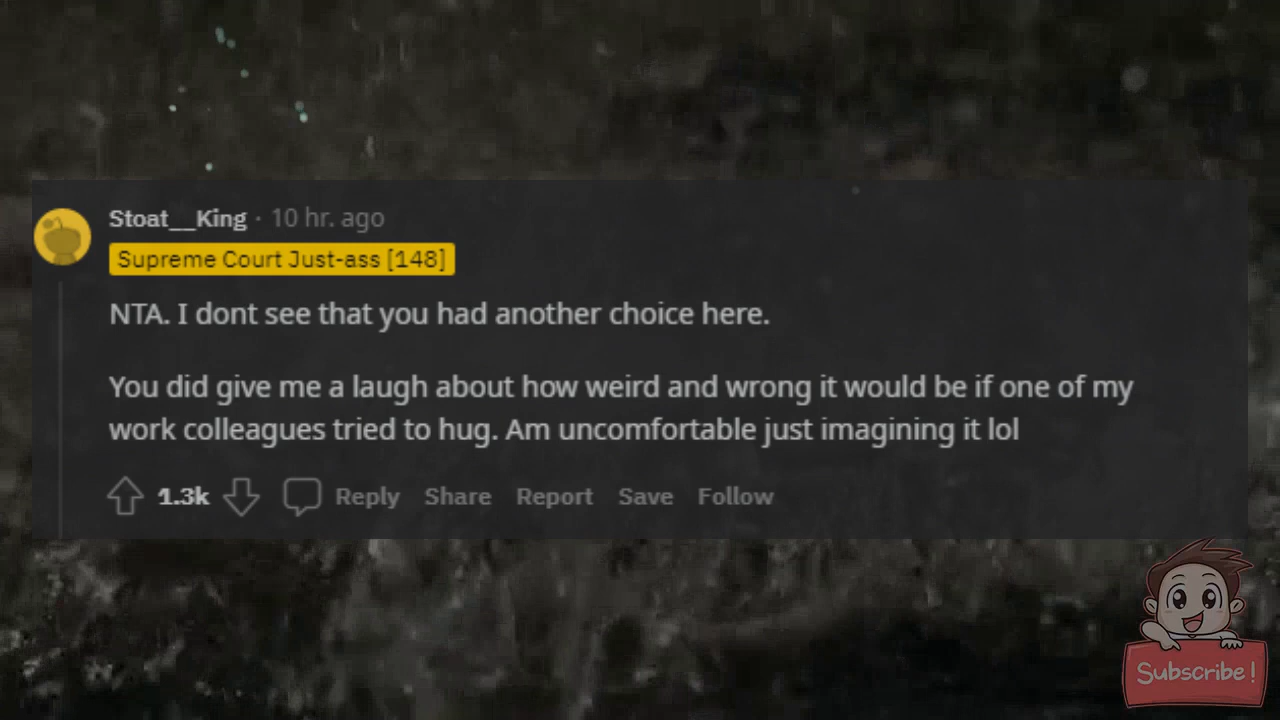 Stoat__King · 10 hr. ago
Supreme Court Just-ass [148]
NTA. I dont see that you had another choice here.
You did give me a laugh about how weird and wrong it would be if one of my
work colleagues tried to hug. Am uncomfortable just imagining it lol
1.3k Reply Share Report Save Follow
Subscribe!